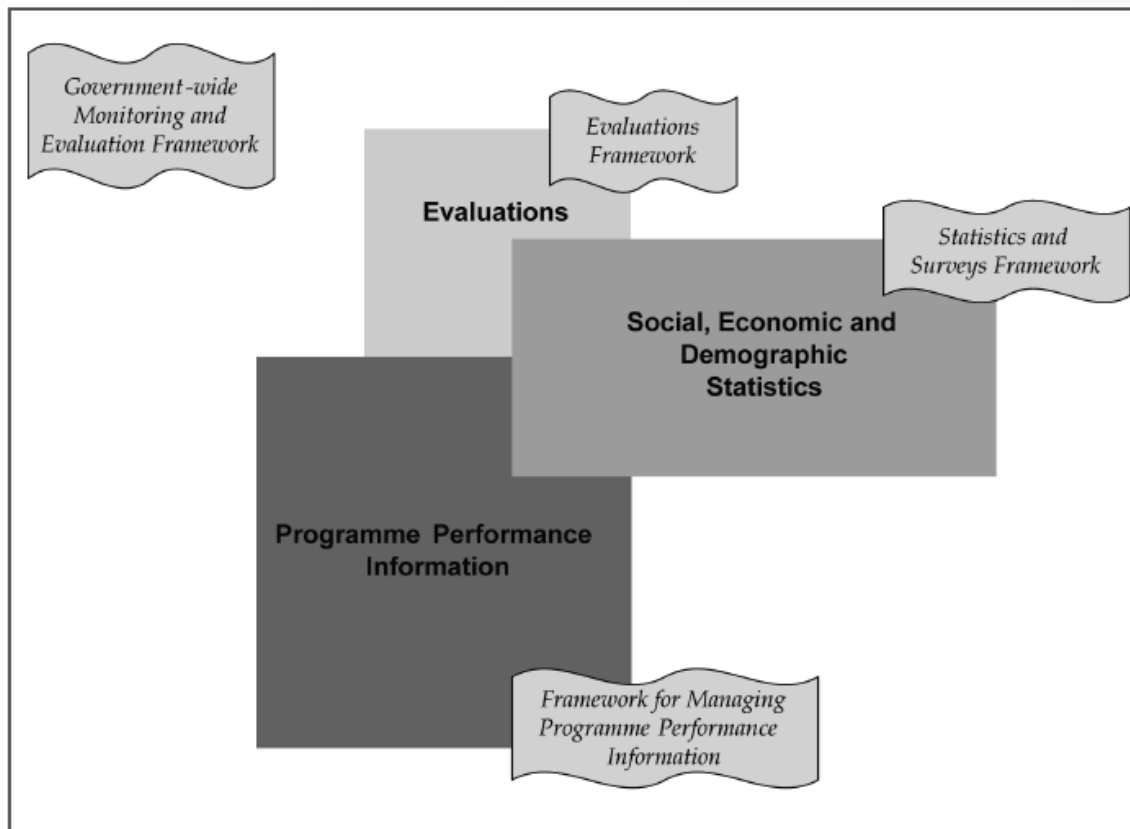 Government-wide
Monitoring and
Evaluation Framework
Evaluations
Framework
Evaluations
Statistics and
Surveys Framework
Social, Economic and
Demographic
Statistics
Programme Performance
Information
Framework for Managing
Programme Performance
Information